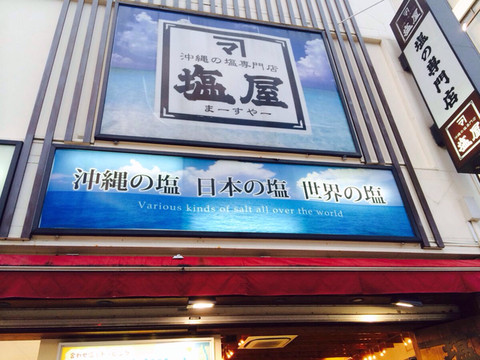 マ
沖縄の塩専門店
塩屋
まーすやー
沖縄の塩 日本の塩 世界の塩
Various kinds of salt all over the world
塩の専門店
塩屋